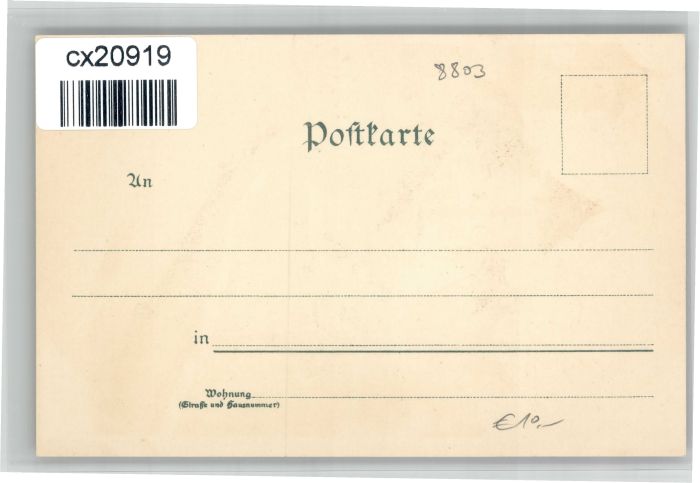 cx20919
8803
Postkarte
An
in
Wohnung
(Straße und Hausnummer)
€10,-